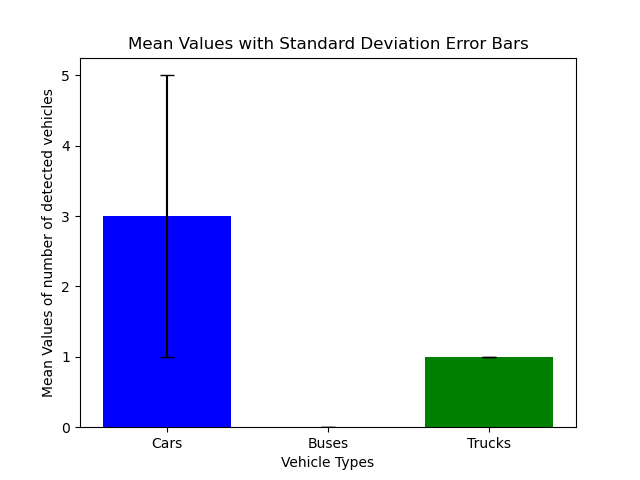 Mean Values with Standard Deviation Error Bars
Mean Values of number of detected vehicles
5
4
3
2
1
0
Cars Buses Trucks
Vehicle Types